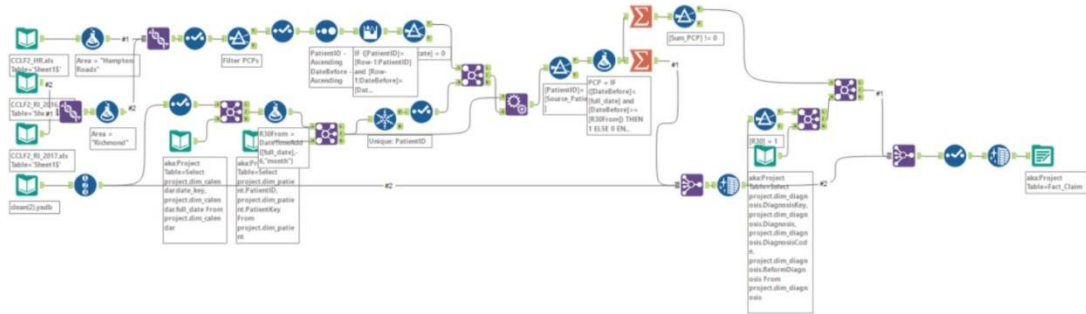 CCLF2_HR.xls
Table='Sheet1$'
Area = "Hampton
Roads"
#1
#2
Filter PCPs
PatientID -
Ascending
DateBefore -
Ascending
IF ([PatientID]=
[Row-1:PatientID]
and [Row-
1:DateBefore]=
[Dat...
= 0
#2
Table='Sheet1$'
#1
#2
Area =
"Richmond"
CCLF2_RI_2017.xls
Table='Sheet1$'
clean(2).yxdb
R30From =
DateTimeAdd
([full_date],-
6,"month")
Unique: PatientID
aka:Project
Table=Select
project.dim_calen
dar.date_key,
project.dim_calen
dar.full_date From
project.dim_calen
dar
Table=Select
project.dim_patie
nt.PatientID,
project.dim_patie
nt.PatientKey
From
project.dim_patie
nt
#2
[PatientID]=
PCP = IF
([DateBefore]<
[full_date] and
[DateBefore]>=
[R30From]) THEN
1 ELSE 0 EN...
#1
[Sum_PCP] != 0
[R30] = 1
aka:Project
Table=Select
project.dim_diagn
osis.DiagnosisKey,
project.dim_diagn
osis.Diagnosis,
project.dim_diagn
osis.DiagnosisCod
e,
project.dim_diagn
osis.ReformDiagn
osis From
project.dim_diagn
osis
#1
#2
aka:Project
Table=Fact_Claim